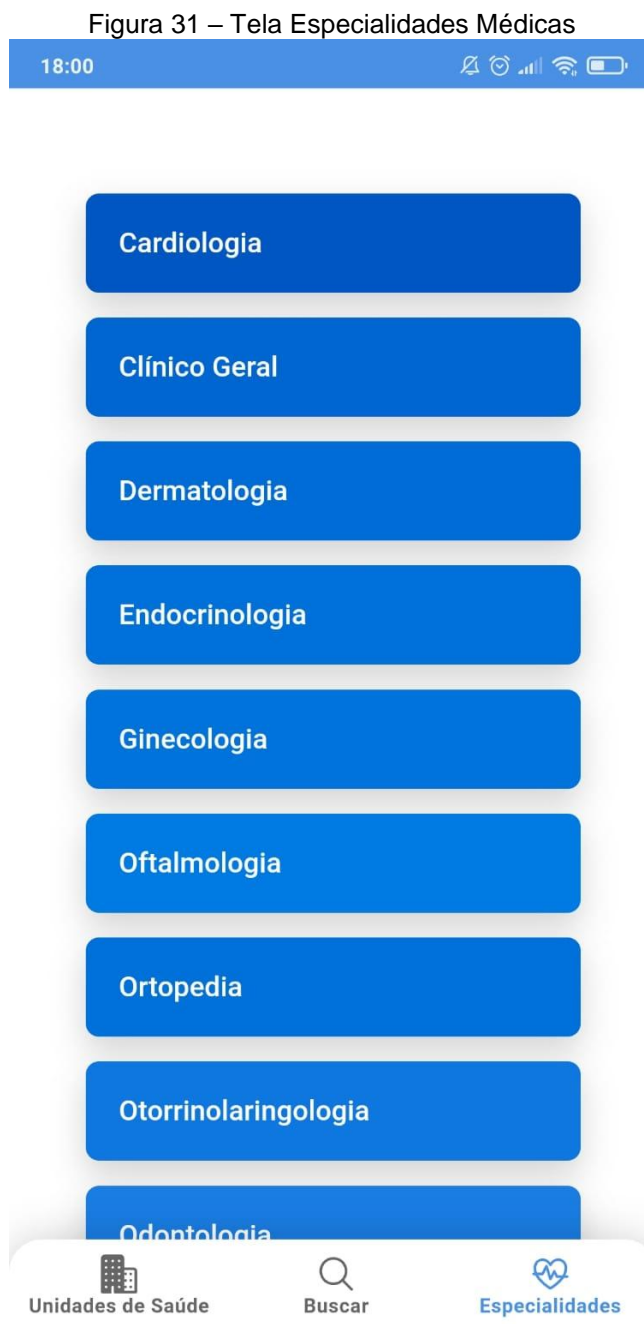 Figura 31 – Tela Especialidades Médicas
18:00
Cardiologia
Clínico Geral
Dermatologia
Endocrinologia
Ginecologia
Oftalmologia
Ortopedia
Otorrinolaringologia
Odontologia
Unidades de Saúde
Buscar
Especialidades